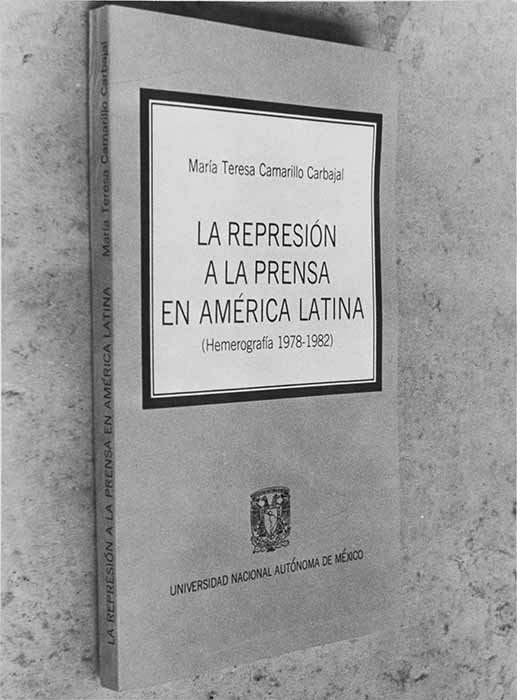 María Teresa Camarillo Carbajal
LA REPRESIÓN
A LA PRENSA
EN AMÉRICA LATINA
(Hemerografía 1978-1982)
UNIVERSIDAD NACIONAL AUTÓNOMA DE MÉXICO
LA REPRESIÓN A LA PRENSA EN AMÉRICA LATINA María Teresa Camarillo Carbajal